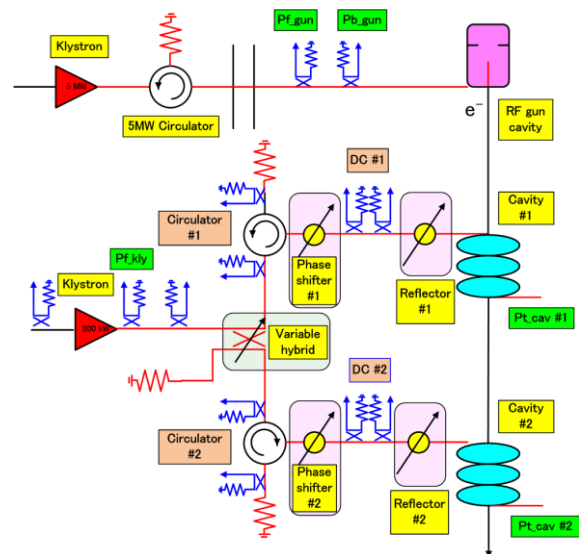 Pf_gun
Pb_gun
Klystron
5 MW
5MW Circulator
e⁻
RF gun
cavity
DC #1
Circulator
#1
Cavity
#1
Pf_kly
Klystron
Phase
shifter
#1
Reflector
#1
Pt_cav #1
800 kW
Variable
hybrid
DC #2
Cavity
#2
Circulator
#2
Phase
shifter
#2
Reflector
#2
Pt_cav #2